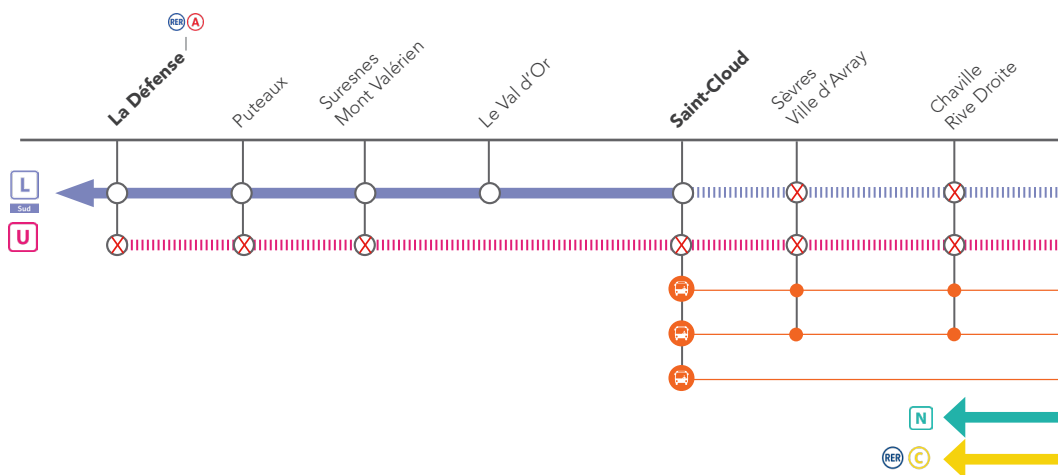 RER A
La Défense
Puteaux
Suresnes
Mont Valérien
Le Val d'Or
Saint-Cloud
Sèvres
Ville d'Avray
Chaville
Rive Droite
L
Sud
U
N
RER C